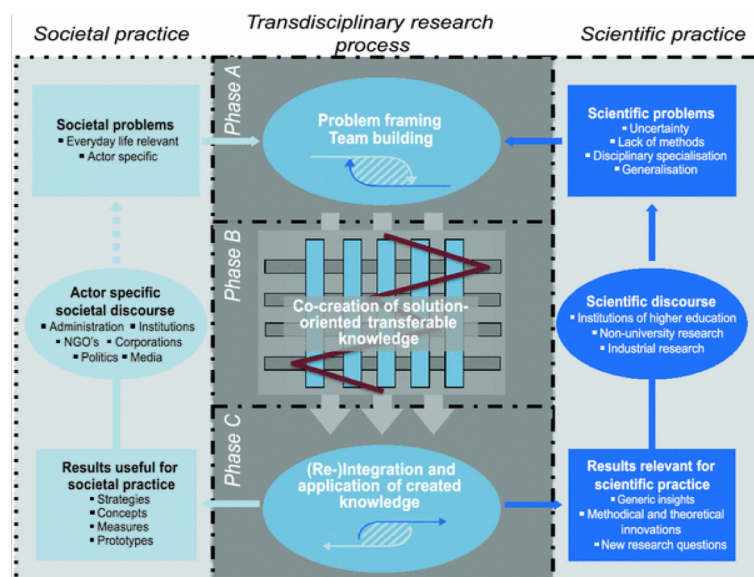 Societal practice
Transdisciplinary research
process
Scientific practice
Phase A
Societal problems
▪ Everyday life relevant
▪ Actor specific
Problem framing
Team building
Scientific problems
▪ Uncertainty
▪ Lack of methods
▪ Disciplinary specialisation
▪ Generalisation
Phase B
Actor specific
societal discourse
▪ Administration ▪ Institutions
▪ NGO's ▪ Corporations
▪ Politics ▪ Media
Co-creation of solution-
oriented transferable
knowledge
Scientific discourse
▪ Institutions of higher education
▪ Non-university research
▪ Industrial research
Phase C
Results useful for
societal practice
▪ Strategies
▪ Concepts
▪ Measures
▪ Prototypes
(Re-)Integration and
application of created
knowledge
Results relevant for
scientific practice
▪ Generic insights
▪ Methodical and theoretical
innovations
▪ New research questions